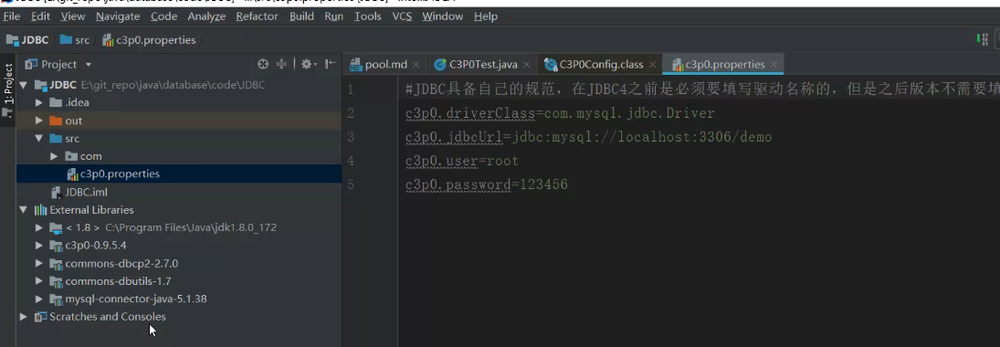 File Edit View Navigate Code Analyze Refactor Build Run Tools VCS Window Help
JDBC src c3p0.properties
1: Project
Project
pool.md C3P0Test.java C3P0Config.class c3p0.properties
JDBC E:\git_repo\java\database\code\JDBC
.idea
out
src
com
c3p0.properties
JDBC.iml
External Libraries
< 1.8 > C:\Program Files\Java\jdk1.8.0_172
c3p0-0.9.5.4
commons-dbcp2-2.7.0
commons-dbutils-1.7
mysql-connector-java-5.1.38
Scratches and Consoles
1 #JDBC具备自己的规范，在JDBC4之前是必须要填写驱动名称的，但是之后版本不需要填
2 c3p0.driverClass=com.mysql.jdbc.Driver
3 c3p0.jdbcUrl=jdbc:mysql://localhost:3306/demo
4 c3p0.user=root
5 c3p0.password=123456